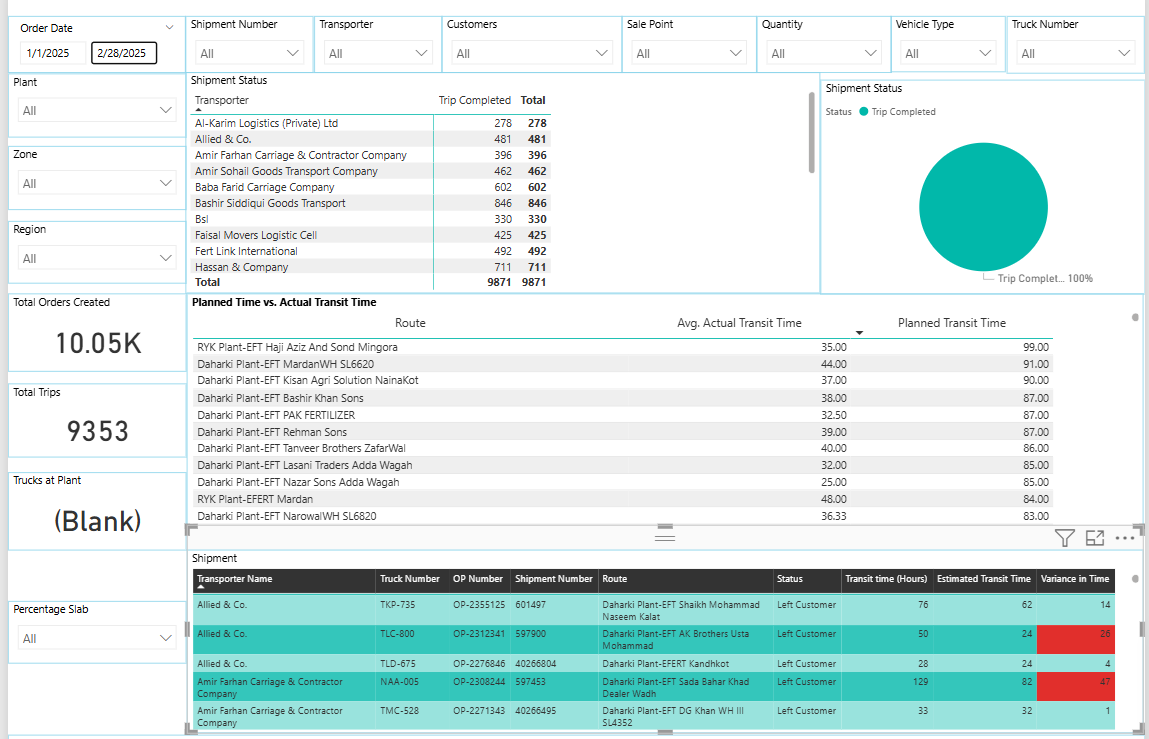 Order Date
1/1/2025 2/28/2025
Shipment Number
All
Transporter
All
Customers
All
Sale Point
All
Quantity
All
Vehicle Type
All
Truck Number
All
Plant
All
Zone
All
Region
All
Total Orders Created
10.05K
Total Trips
9353
Trucks at Plant
(Blank)
Percentage Slab
All
Shipment Status
Transporter Trip Completed Total
Al-Karim Logistics (Private) Ltd 278 278
Allied & Co. 481 481
Amir Farhan Carriage & Contractor Company 396 396
Amir Sohail Goods Transport Company 462 462
Baba Farid Carriage Company 602 602
Bashir Siddiqui Goods Transport 846 846
Bsl 330 330
Faisal Movers Logistic Cell 425 425
Fert Link International 492 492
Hassan & Company 711 711
Total 9871 9871
Shipment Status
Status Trip Completed
Trip Complet... 100%
Planned Time vs. Actual Transit Time
Route Avg. Actual Transit Time Planned Transit Time
RYK Plant-EFT Haji Aziz And Sond Mingora 35.00 99.00
Daharki Plant-EFT MardanWH SL6620 44.00 91.00
Daharki Plant-EFT Kisan Agri Solution NainaKot 37.00 90.00
Daharki Plant-EFT Bashir Khan Sons 38.00 87.00
Daharki Plant-EFT PAK FERTILIZER 32.50 87.00
Daharki Plant-EFT Rehman Sons 39.00 87.00
Daharki Plant-EFT Tanveer Brothers ZafarWal 40.00 86.00
Daharki Plant-EFT Lasani Traders Adda Wagah 32.00 85.00
Daharki Plant-EFT Nazar Sons Adda Wagah 25.00 85.00
RYK Plant-EFERT Mardan 48.00 84.00
Daharki Plant-EFT NarowalWH SL6820 36.33 83.00
Shipment
Transporter Name Truck Number OP Number Shipment Number Route Status Transit time (Hours) Estimated Transit Time Variance in Time
Allied & Co. TKP-735 OP-2355125 601497 Daharki Plant-EFT Shaikh Mohammad Left Customer 76 62 14
Naseem Kalat
Allied & Co. TLC-800 OP-2312341 597900 Daharki Plant-EFT AK Brothers Usta Left Customer 50 24 26
Mohammad
Allied & Co. TLD-675 OP-2276846 40266804 Daharki Plant-EFERT Kandhkot Left Customer 28 24 4
Amir Farhan Carriage & Contractor NAA-005 OP-2308244 597453 Daharki Plant-EFT Sada Bahar Khad Left Customer 129 82 47
Company Dealer Wadh
Amir Farhan Carriage & Contractor TMC-528 OP-2271343 40266495 Daharki Plant-EFT DG Khan WH III Left Customer 33 32 1
Company SL4352